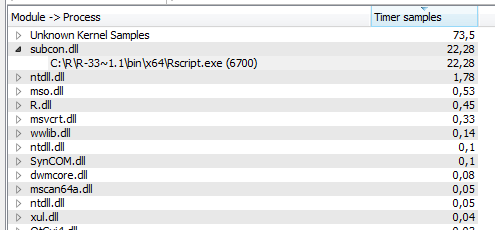 Module -> Process Timer samples
Unknown Kernel Samples 73,5
subcon.dll 22,28
C:\R\R-33~1.1\bin\x64\Rscript.exe (6700) 22,28
ntdll.dll 1,78
mso.dll 0,53
R.dll 0,45
msvcrt.dll 0,33
wwlib.dll 0,14
ntdll.dll 0,1
SynCOM.dll 0,1
dwmcore.dll 0,08
mscan64a.dll 0,05
ntdll.dll 0,05
xul.dll 0,04